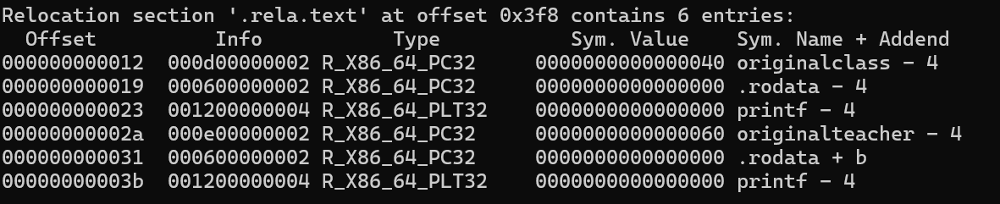 Relocation section '.rela.text' at offset 0x3f8 contains 6 entries:
  Offset          Info           Type           Sym. Value    Sym. Name + Addend
000000000012  000d00000002 R_X86_64_PC32     0000000000000040 originalclass - 4
000000000019  000600000002 R_X86_64_PC32     0000000000000000 .rodata - 4
000000000023  001200000004 R_X86_64_PLT32    0000000000000000 printf - 4
00000000002a  000e00000002 R_X86_64_PC32     0000000000000060 originalteacher - 4
000000000031  000600000002 R_X86_64_PC32     0000000000000000 .rodata + b
00000000003b  001200000004 R_X86_64_PLT32    0000000000000000 printf - 4